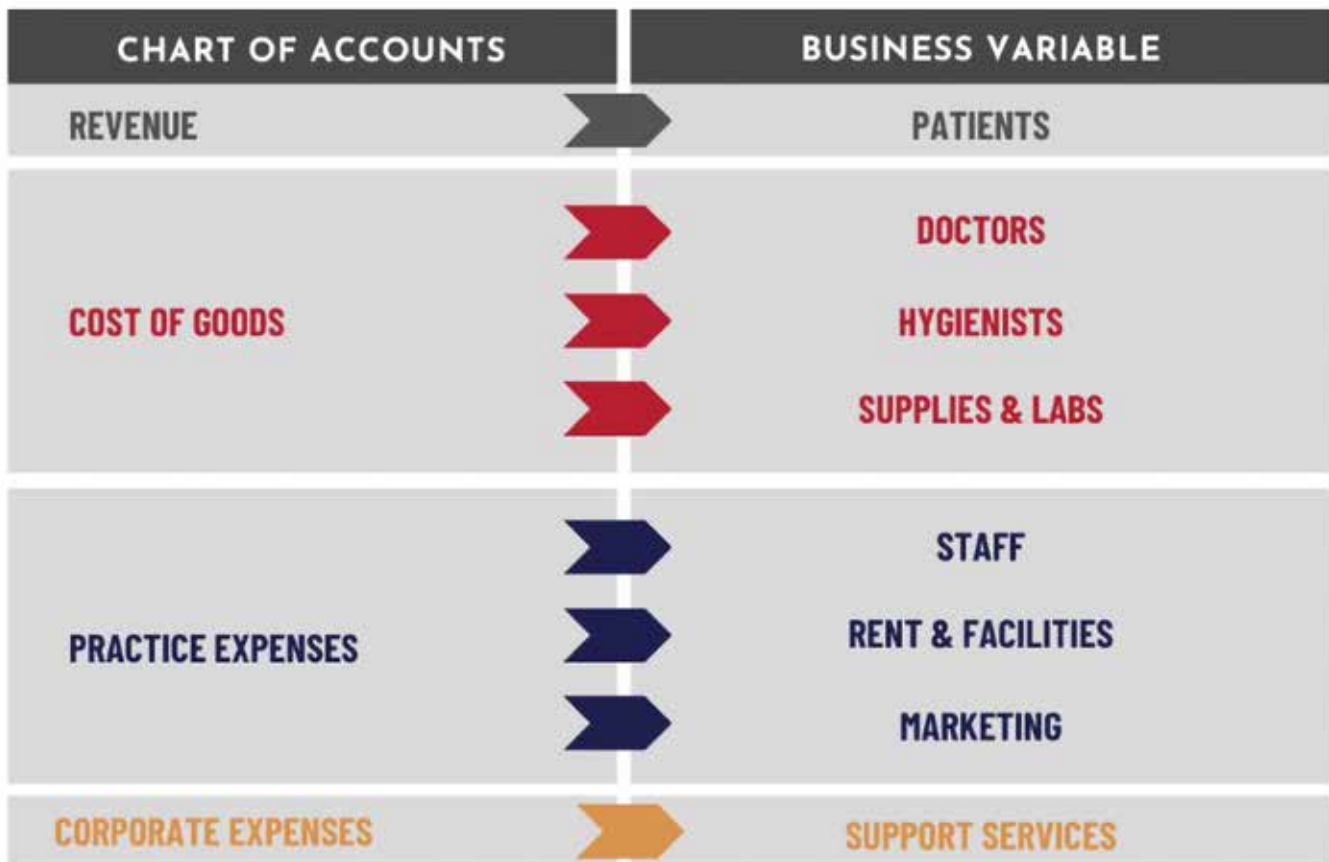 CHART OF ACCOUNTS
BUSINESS VARIABLE
REVENUE
PATIENTS
COST OF GOODS
DOCTORS
HYGIENISTS
SUPPLIES & LABS
PRACTICE EXPENSES
STAFF
RENT & FACILITIES
MARKETING
CORPORATE EXPENSES
SUPPORT SERVICES